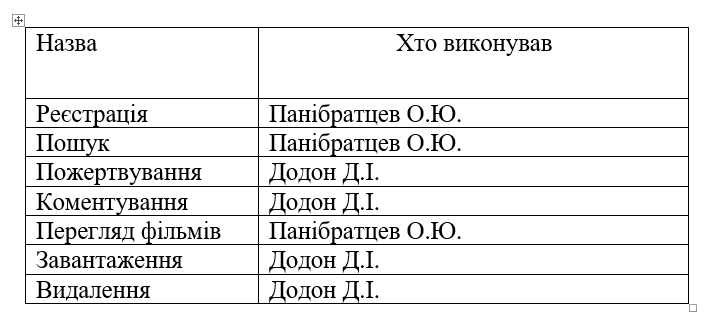 Назва Хто виконував
Реєстрація Панібратцев О.Ю.
Пошук Панібратцев О.Ю.
Пожертвування Додон Д.І.
Коментування Додон Д.І.
Перегляд фільмів Панібратцев О.Ю.
Завантаження Додон Д.І.
Видалення Додон Д.І.